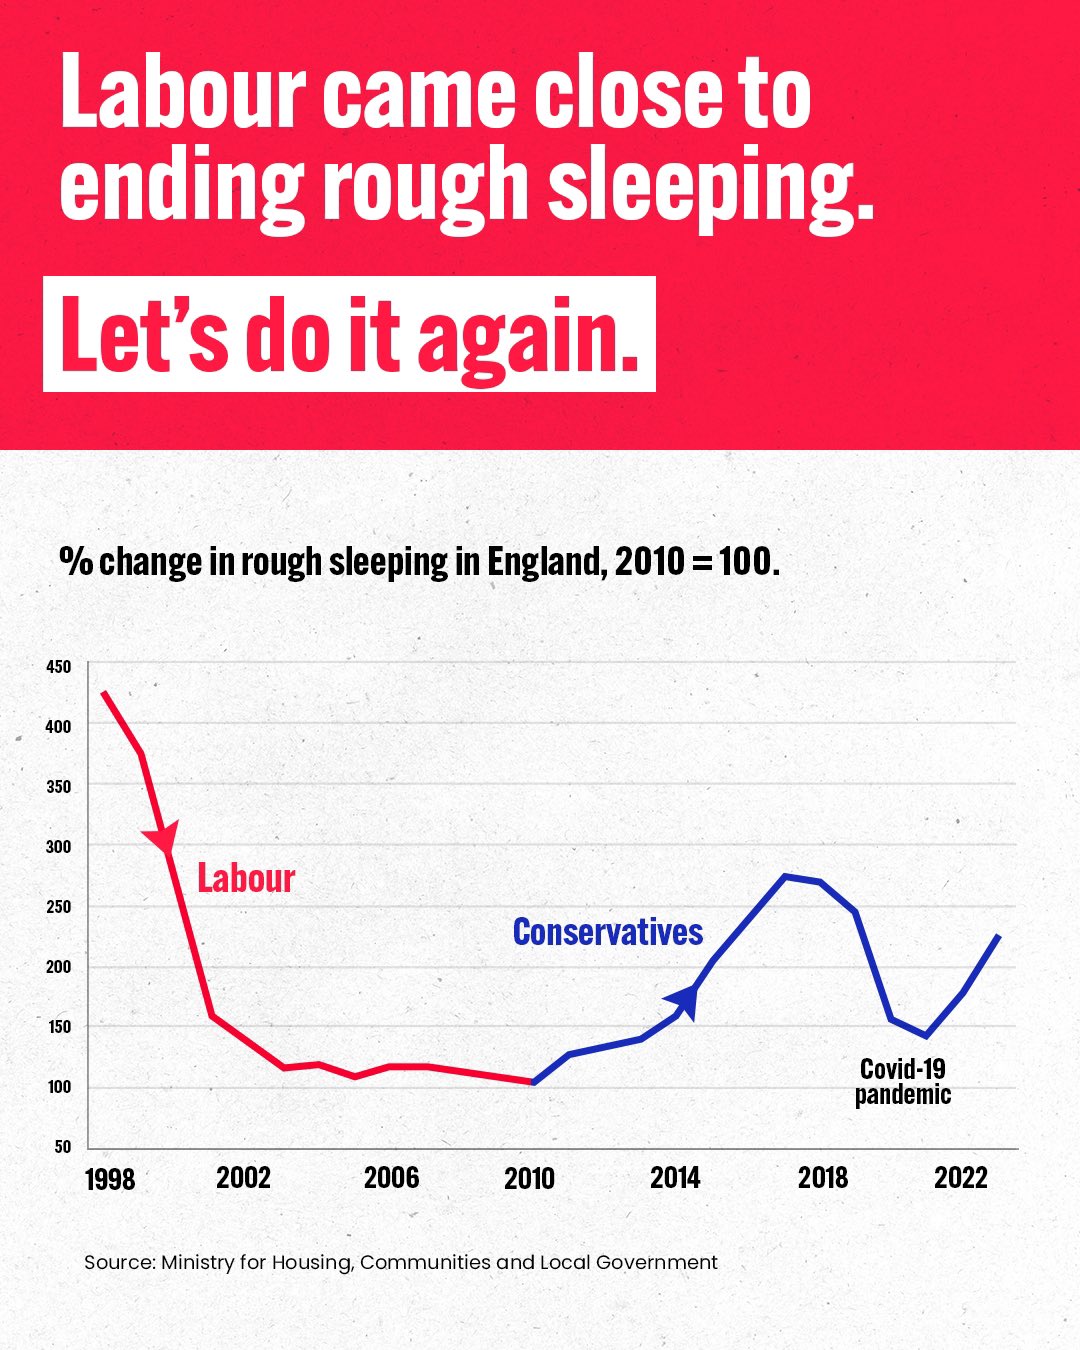 Labour came close to
ending rough sleeping.
Let's do it again.
% change in rough sleeping in England, 2010 = 100.
450
400
350
300
250
200
150
100
50
Labour
Conservatives
Covid-19
pandemic
1998 2002 2006 2010 2014 2018 2022
Source: Ministry for Housing, Communities and Local Government